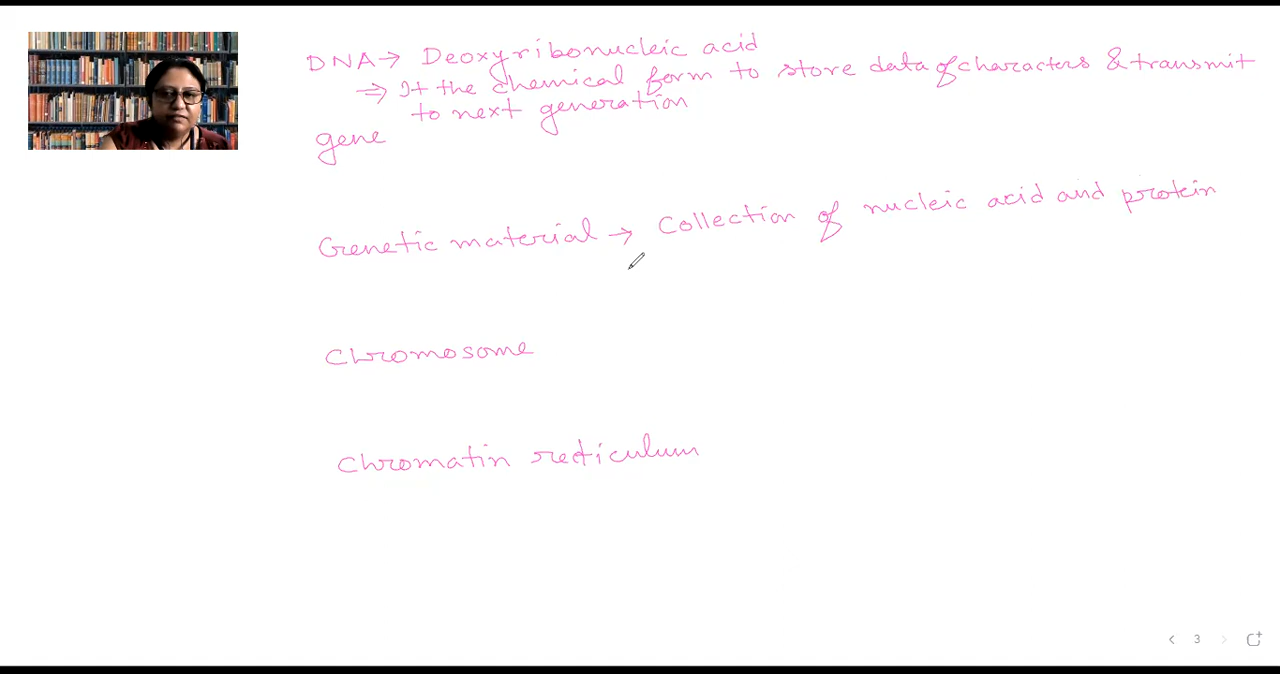 DNA → Deoxyribonucleic acid
⇒ It the chemical form to store data of characters & transmit
to next generation
gene
Genetic material → Collection of nucleic acid and protein
Chromosome
Chromatin recticulum
< 3 >